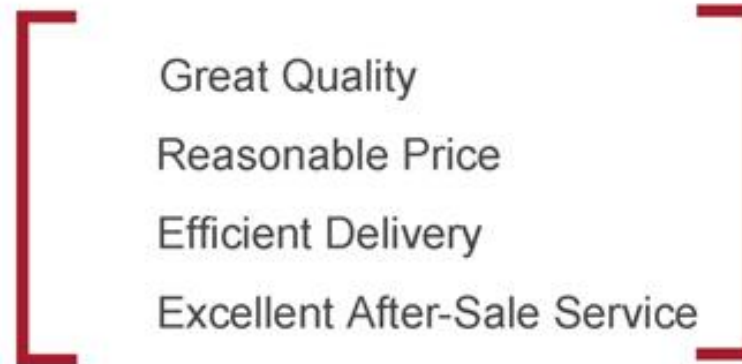 Great Quality
Reasonable Price
Efficient Delivery
Excellent After-Sale Service